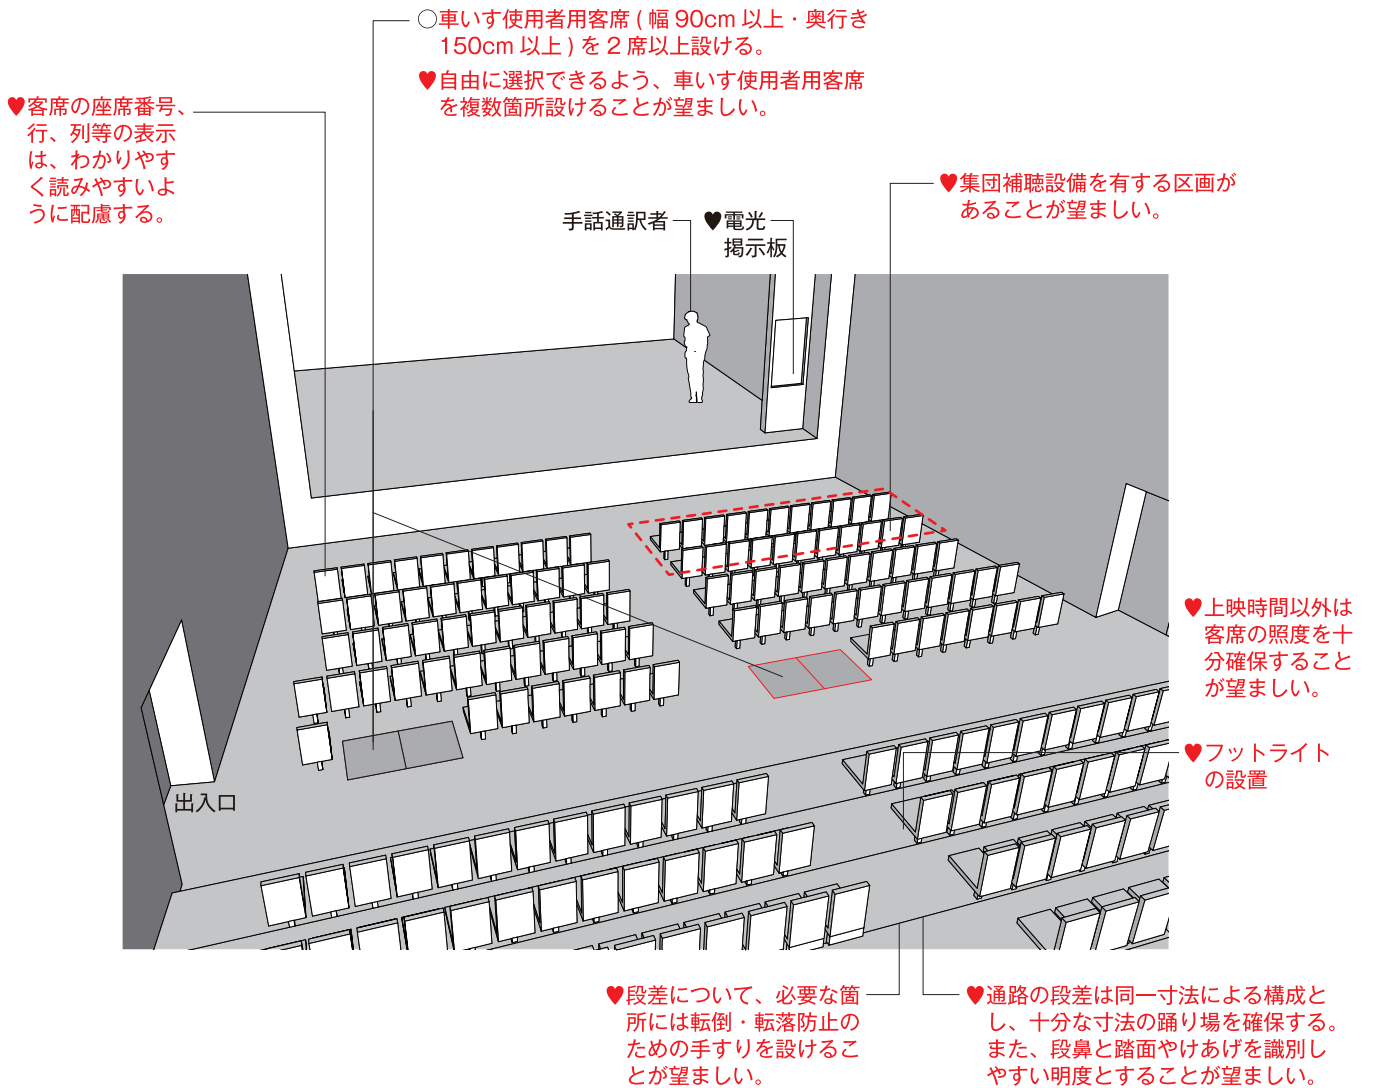 ○車いす使用者用客席 ( 幅 90cm 以上・奥行き
150cm 以上 ) を 2 席以上設ける。
♥自由に選択できるよう、車いす使用者用客席
を複数箇所設けることが望ましい。
♥客席の座席番号、
行、列等の表示
は、わかりやす
く読みやすいよ
うに配慮する。
♥集団補聴設備を有する区画が
あることが望ましい。
手話通訳者
♥電光
掲示板
♥上映時間以外は
客席の照度を十
分確保すること
が望ましい。
♥フットライト
の設置
出入口
♥段差について、必要な箇
所には転倒・転落防止の
ための手すりを設けるこ
とが望ましい。
♥通路の段差は同一寸法による構成と
し、十分な寸法の踊り場を確保する。
また、段鼻と踏面やけあげを識別し
やすい明度とすることが望ましい。